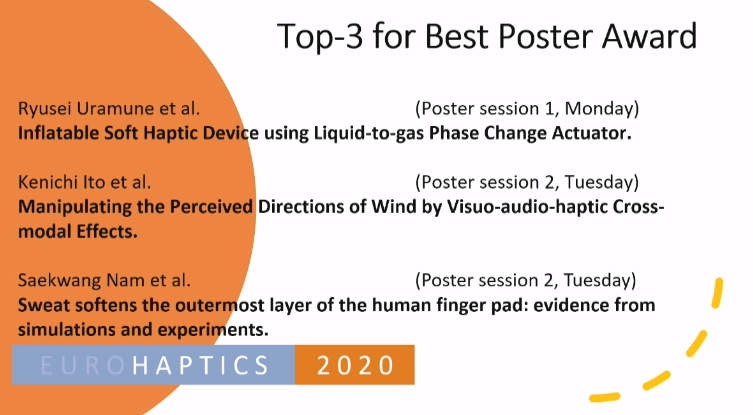 Top-3 for Best Poster Award
Ryusei Uramune et al. (Poster session 1, Monday)
Inflatable Soft Haptic Device using Liquid-to-gas Phase Change Actuator.
Kenichi Ito et al. (Poster session 2, Tuesday)
Manipulating the Perceived Directions of Wind by Visuo-audio-haptic Cross-
modal Effects.
Saekwang Nam et al. (Poster session 2, Tuesday)
Sweat softens the outermost layer of the human finger pad: evidence from
simulations and experiments.
EUROHAPTICS 2020